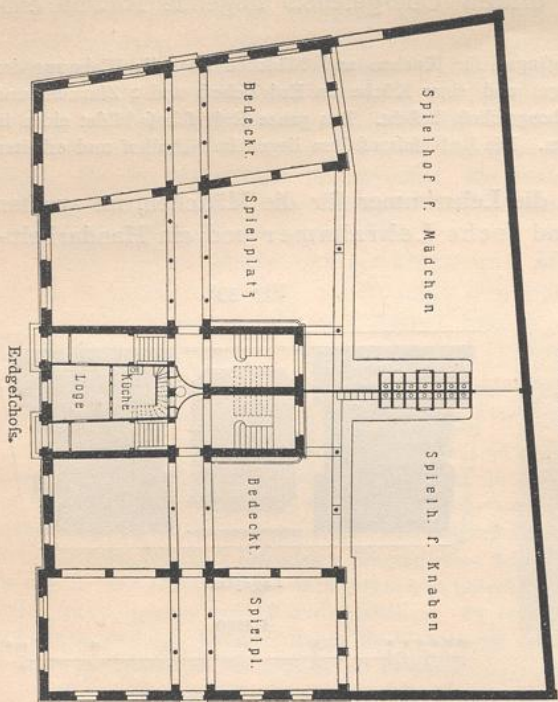 Spielhof f. Mädchen
Spielh. f. Knaben
Bedeckt. Spielplatz
Bedeckt. Spielpl.
Küche
Loge
Erdgeſchoſs.